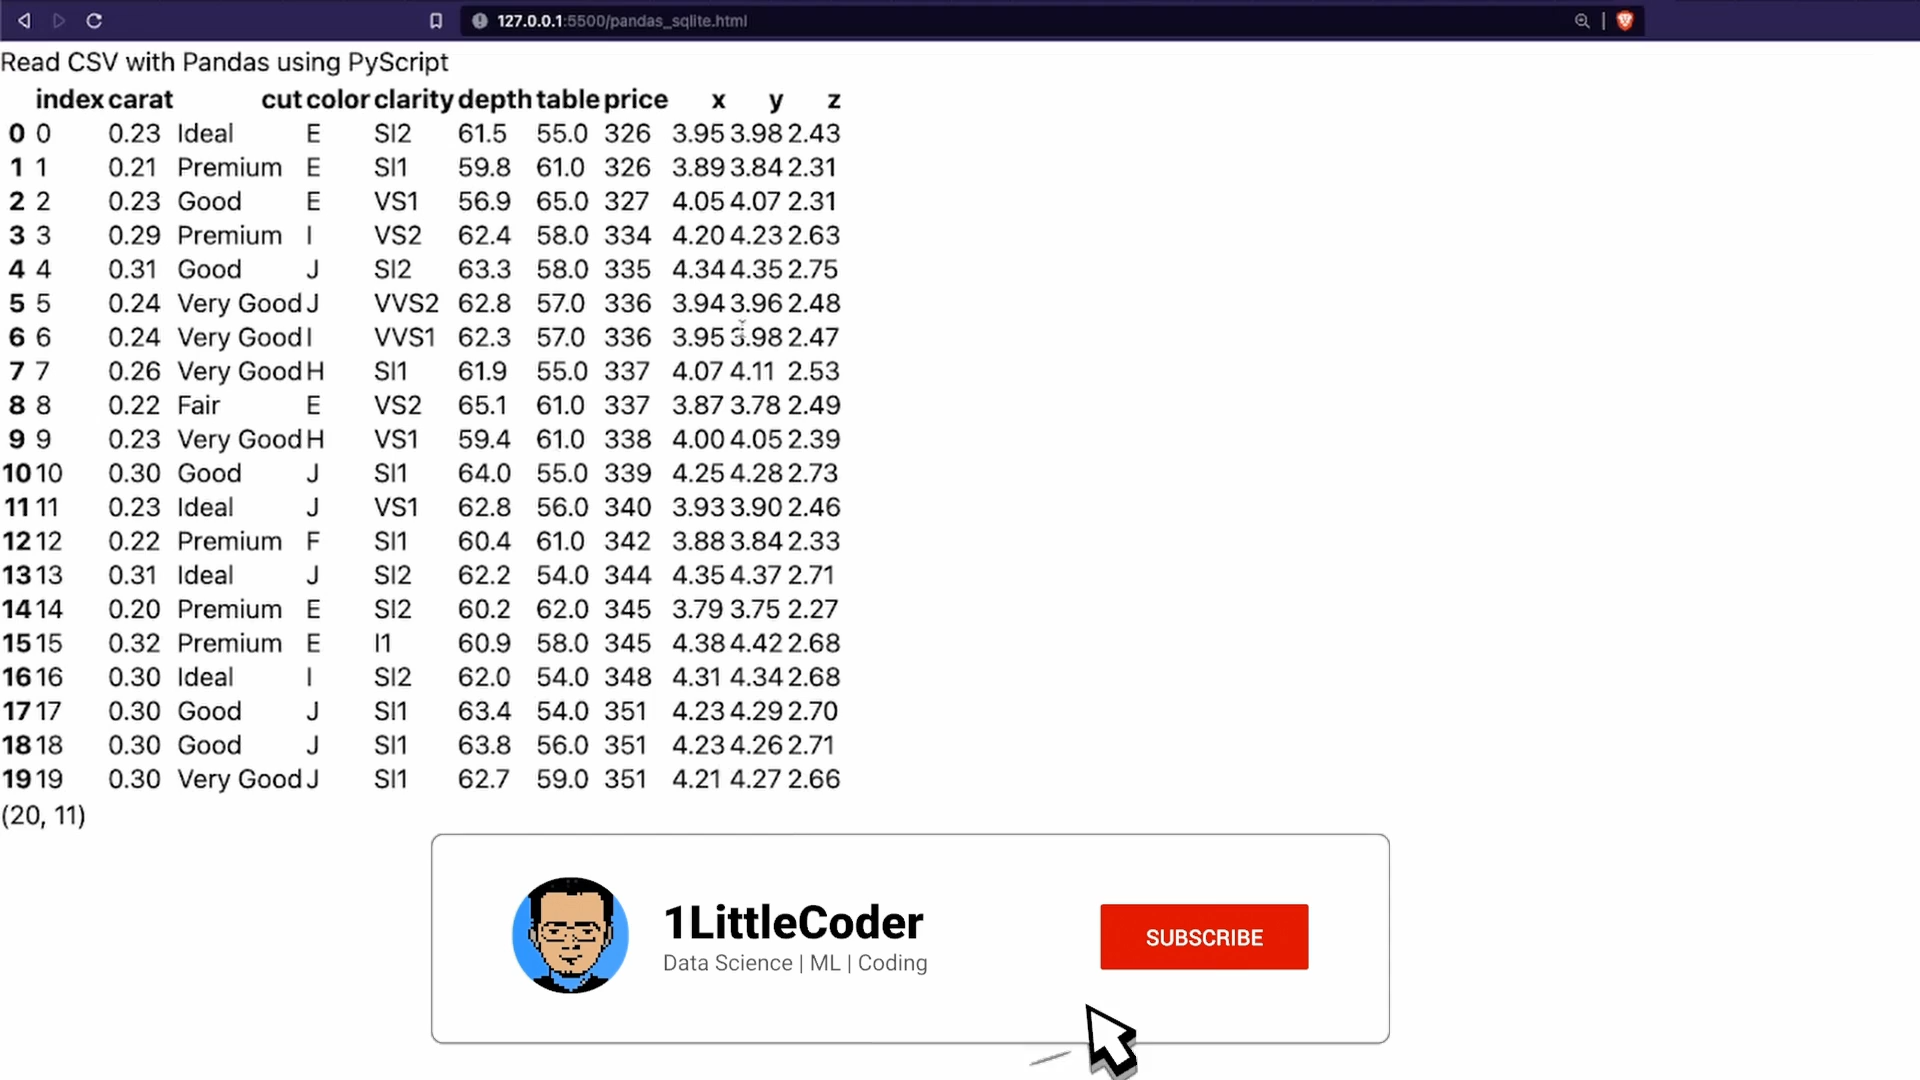 127.0.0.1:5500/pandas_sqlite.html
Read CSV with Pandas using PyScript
index carat cut color clarity depth table price x y z
0 0 0.23 Ideal E SI2 61.5 55.0 326 3.95 3.98 2.43
1 1 0.21 Premium E SI1 59.8 61.0 326 3.89 3.84 2.31
2 2 0.23 Good E VS1 56.9 65.0 327 4.05 4.07 2.31
3 3 0.29 Premium I VS2 62.4 58.0 334 4.20 4.23 2.63
4 4 0.31 Good J SI2 63.3 58.0 335 4.34 4.35 2.75
5 5 0.24 Very Good J VVS2 62.8 57.0 336 3.94 3.96 2.48
6 6 0.24 Very Good I VVS1 62.3 57.0 336 3.95 3.98 2.47
7 7 0.26 Very Good H SI1 61.9 55.0 337 4.07 4.11 2.53
8 8 0.22 Fair E VS2 65.1 61.0 337 3.87 3.78 2.49
9 9 0.23 Very Good H VS1 59.4 61.0 338 4.00 4.05 2.39
10 10 0.30 Good J SI1 64.0 55.0 339 4.25 4.28 2.73
11 11 0.23 Ideal J VS1 62.8 56.0 340 3.93 3.90 2.46
12 12 0.22 Premium F SI1 60.4 61.0 342 3.88 3.84 2.33
13 13 0.31 Ideal J SI2 62.2 54.0 344 4.35 4.37 2.71
14 14 0.20 Premium E SI2 60.2 62.0 345 3.79 3.75 2.27
15 15 0.32 Premium E I1 60.9 58.0 345 4.38 4.42 2.68
16 16 0.30 Ideal I SI2 62.0 54.0 348 4.31 4.34 2.68
17 17 0.30 Good J SI1 63.4 54.0 351 4.23 4.29 2.70
18 18 0.30 Good J SI1 63.8 56.0 351 4.23 4.26 2.71
19 19 0.30 Very Good J SI1 62.7 59.0 351 4.21 4.27 2.66
(20, 11)
1LittleCoder
Data Science | ML | Coding
SUBSCRIBE